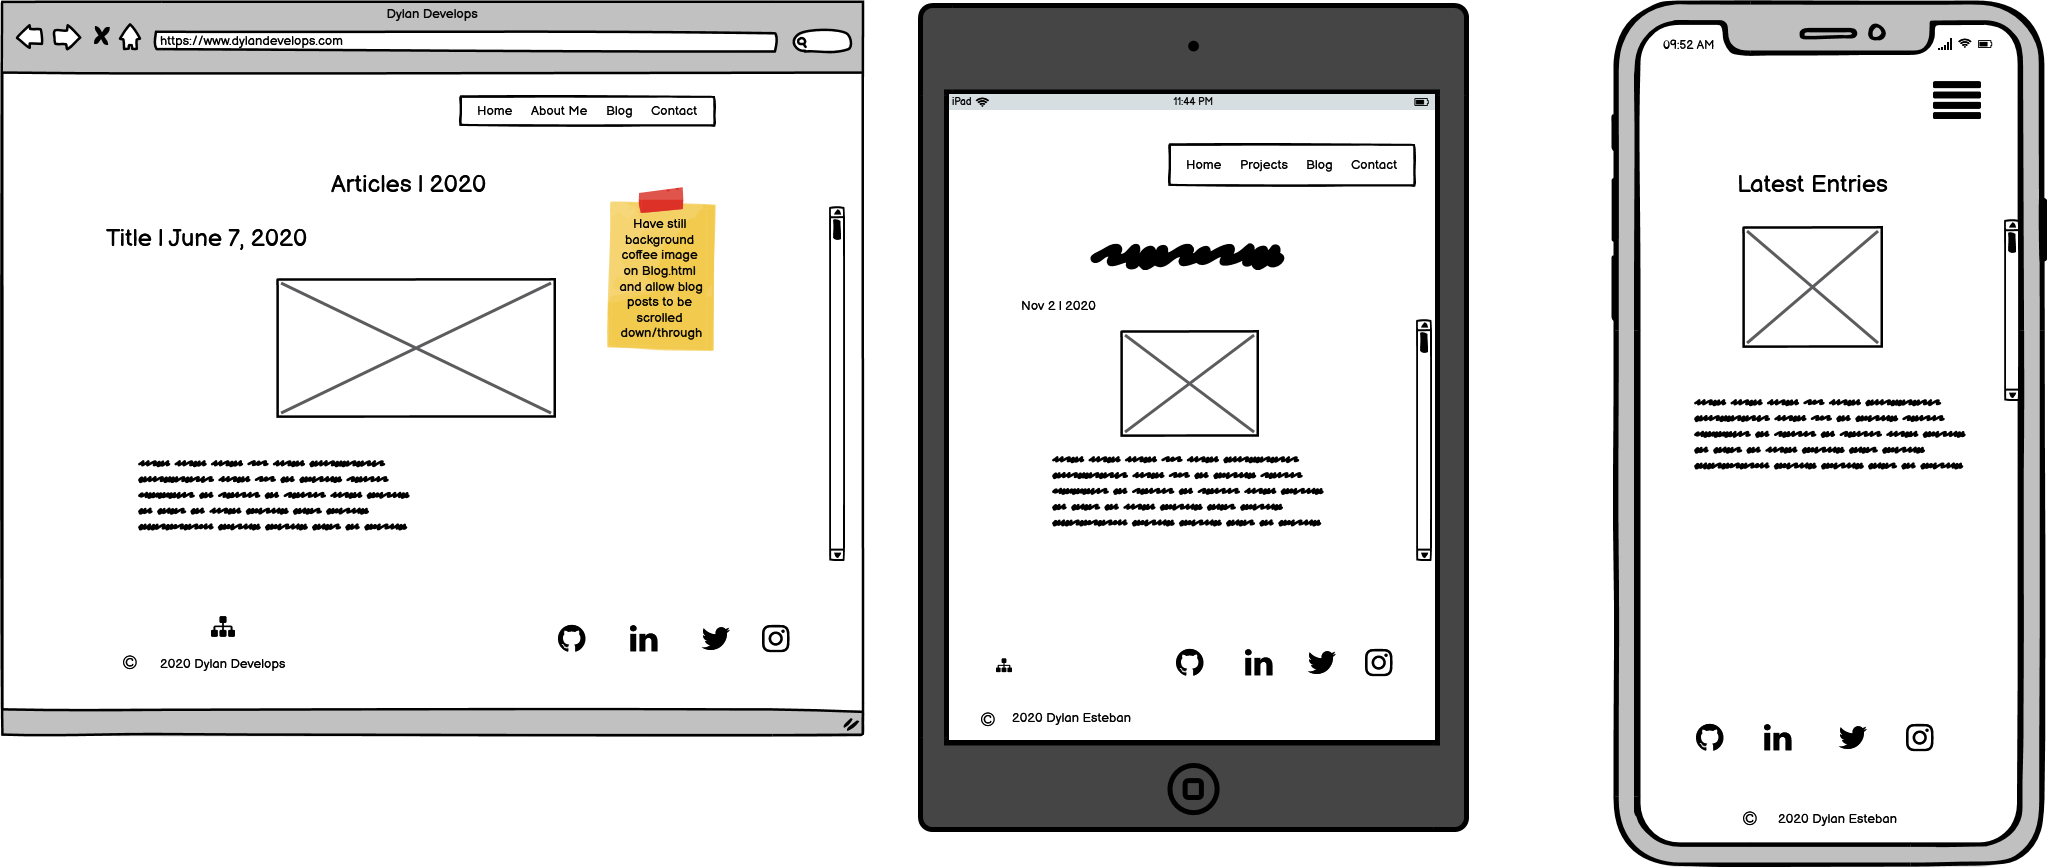 Dylan Develops
https://www.dylandevelops.com
Home About Me Blog Contact
Articles | 2020
Title | June 7, 2020
Have still
background
coffee image
on Blog.html
and allow blog
posts to be
scrolled
down/through
© 2020 Dylan Develops
iPad 11:44 PM
Home Projects Blog Contact
Nov 2 | 2020
© 2020 Dylan Esteban
09:52 AM
Latest Entries
© 2020 Dylan Esteban